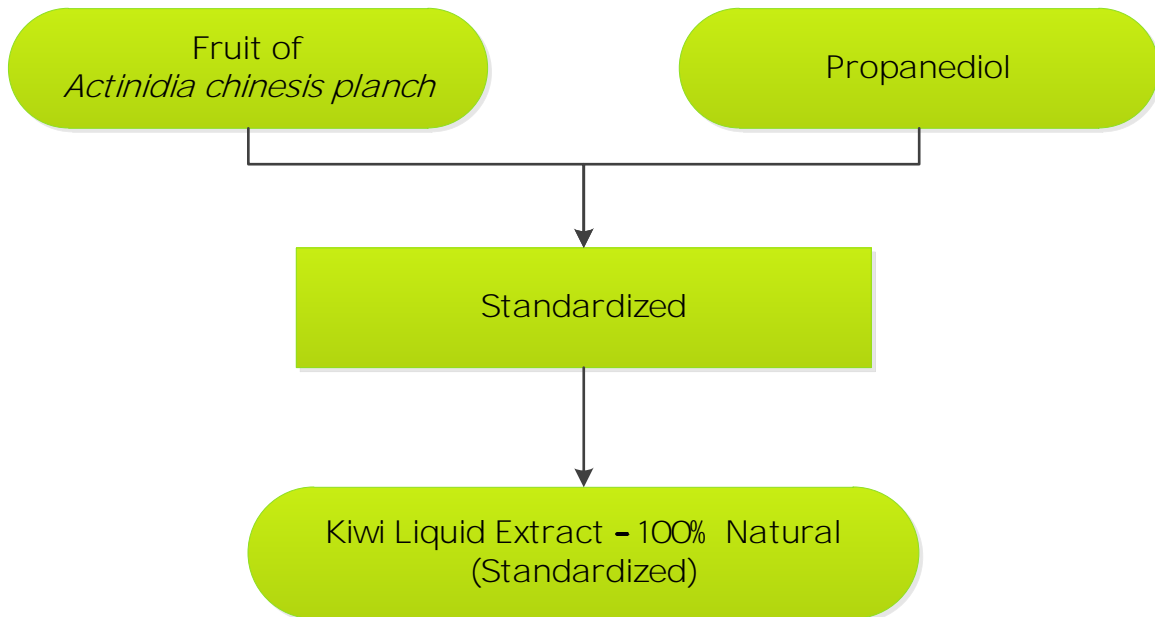 Fruit of
Actinidia chinesis planch
Propanediol
Standardized
Kiwi Liquid Extract – 100% Natural
(Standardized)